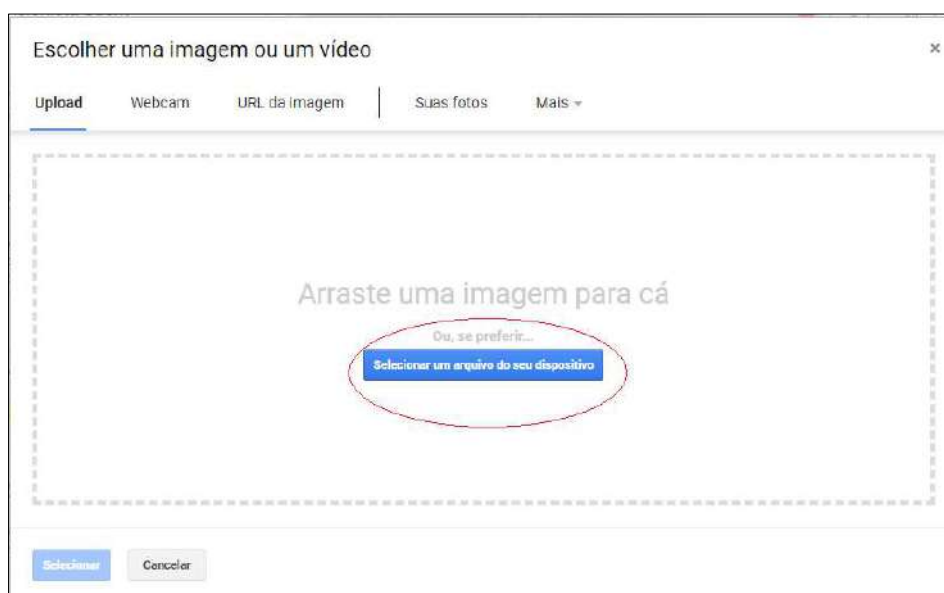 Escolher uma imagem ou um vídeo
Upload Webcam URL da imagem Suas fotos Mais
Arraste uma imagem para cá
Ou, se preferir...
Selecionar um arquivo do seu dispositivo
Selecionar Cancelar